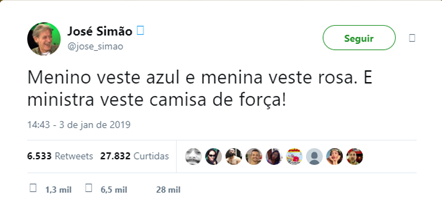 José Simão
@jose_simao
Seguir
Menino veste azul e menina veste rosa. E
ministra veste camisa de força!
14:43 - 3 de jan de 2019
6.533 Retweets 27.832 Curtidas
1,3 mil 6,5 mil 28 mil